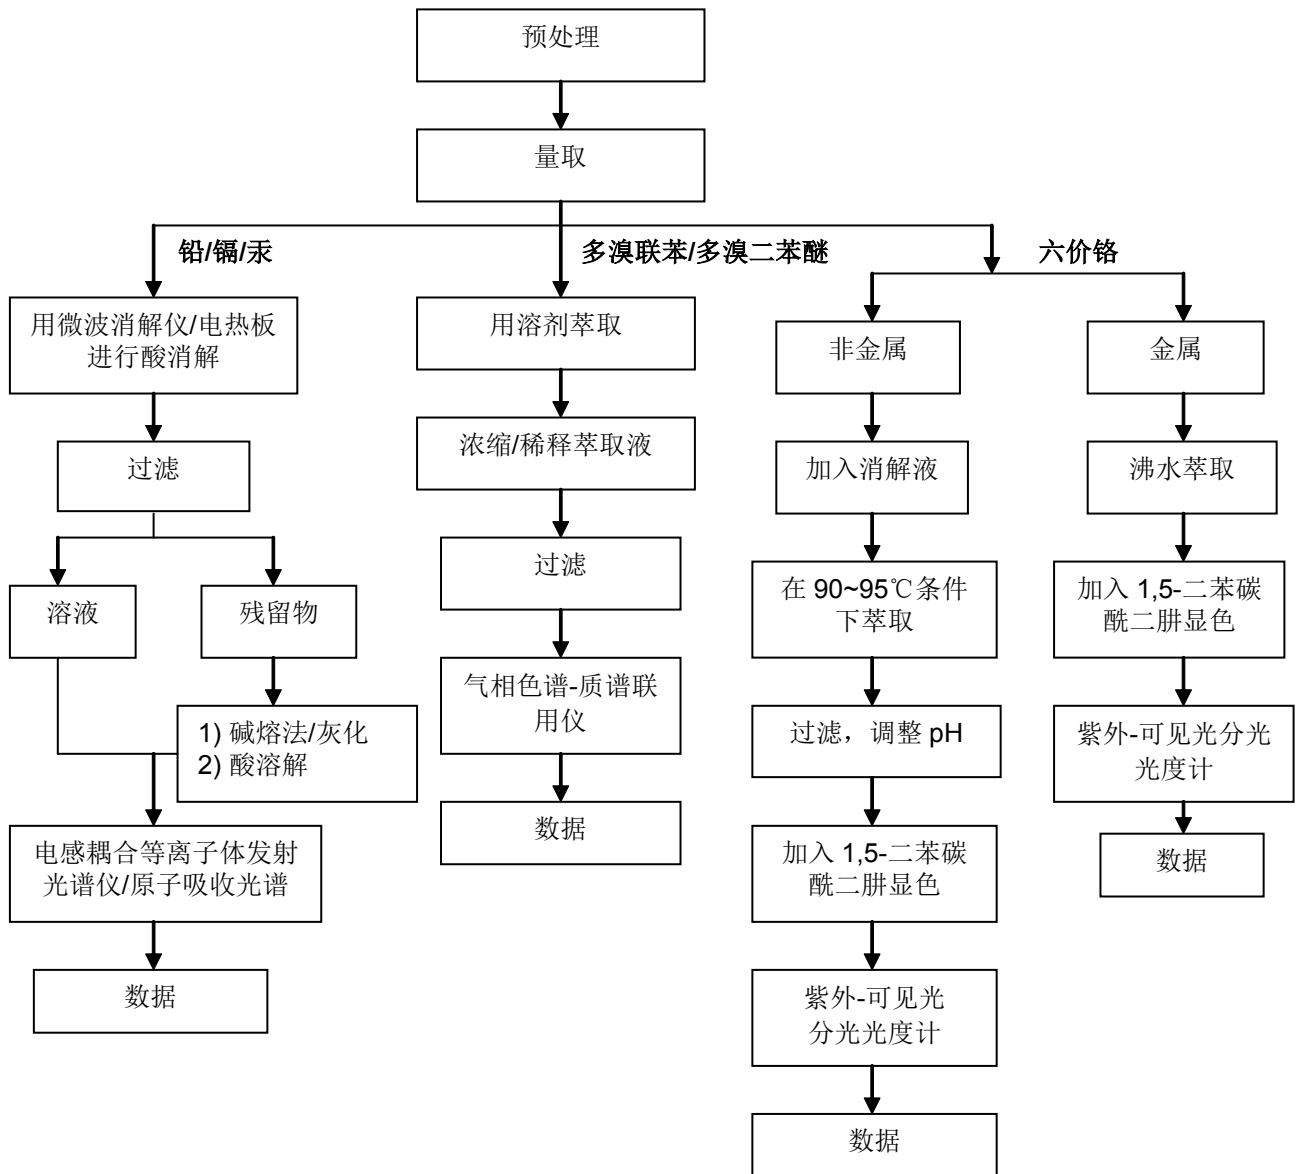 预处理
量取
铅/镉/汞
多溴联苯/多溴二苯醚
六价铬
用微波消解仪/电热板
进行酸消解
过滤
溶液
残留物
1) 碱熔法/灰化
2) 酸溶解
电感耦合等离子体发射
光谱仪/原子吸收光谱
数据
用溶剂萃取
浓缩/稀释萃取液
过滤
气相色谱-质谱联
用仪
数据
非金属
加入消解液
在 90~95℃条件
下萃取
过滤，调整 pH
加入 1,5-二苯碳
酰二肼显色
紫外-可见光
分光光度计
数据
金属
沸水萃取
加入 1,5-二苯碳
酰二肼显色
紫外-可见光分光
光度计
数据